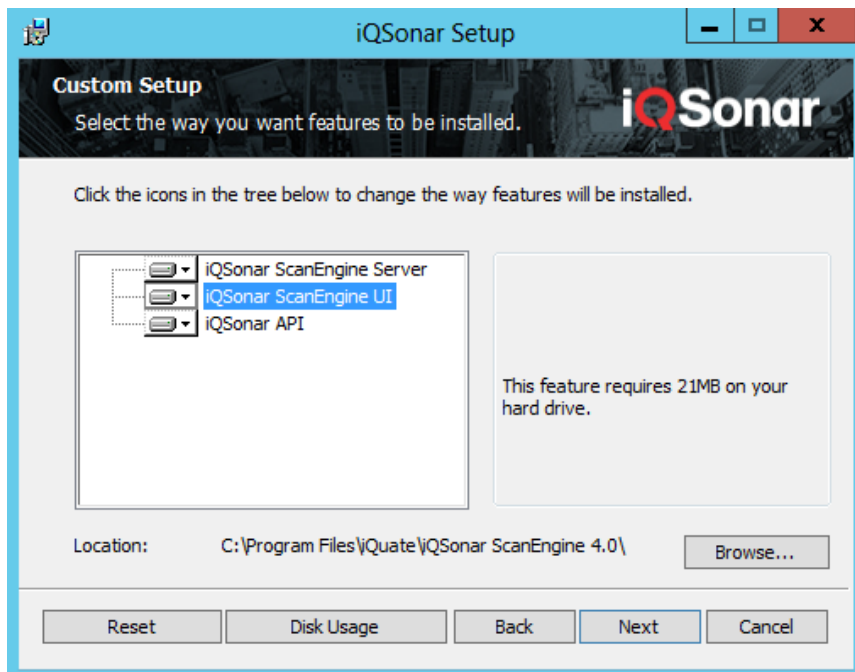 iQSonar Setup
Custom Setup
Select the way you want features to be installed.
iQSonar
Click the icons in the tree below to change the way features will be installed.
iQSonar ScanEngine Server
iQSonar ScanEngine UI
iQSonar API
This feature requires 21MB on your
hard drive.
Location: C:\Program Files\iQuate\iQSonar ScanEngine 4.0\
Browse...
Reset Disk Usage Back Next Cancel